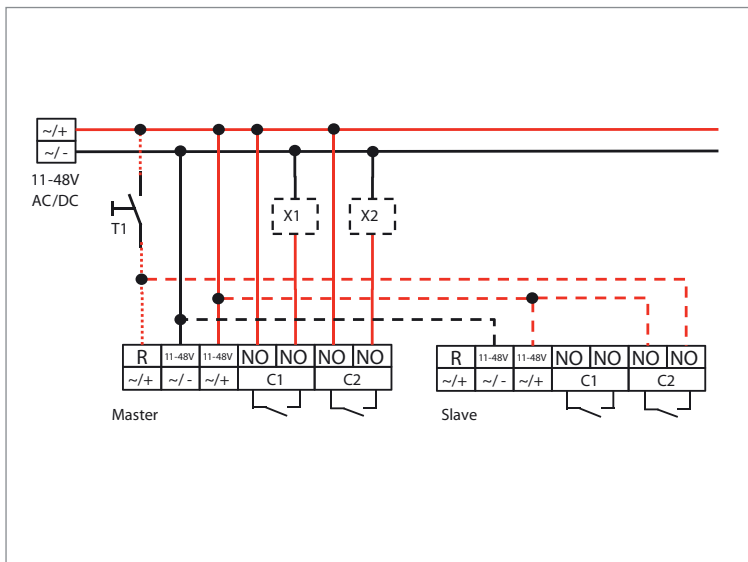 ~/+
~/ -
11-48V
AC/DC
T1
X1
X2
R 11-48V 11-48V NO NO NO NO
~/+ ~/ - ~/+ C1 C2
Master
R 11-48V 11-48V NO NO NO NO
~/+ ~/ - ~/+ C1 C2
Slave